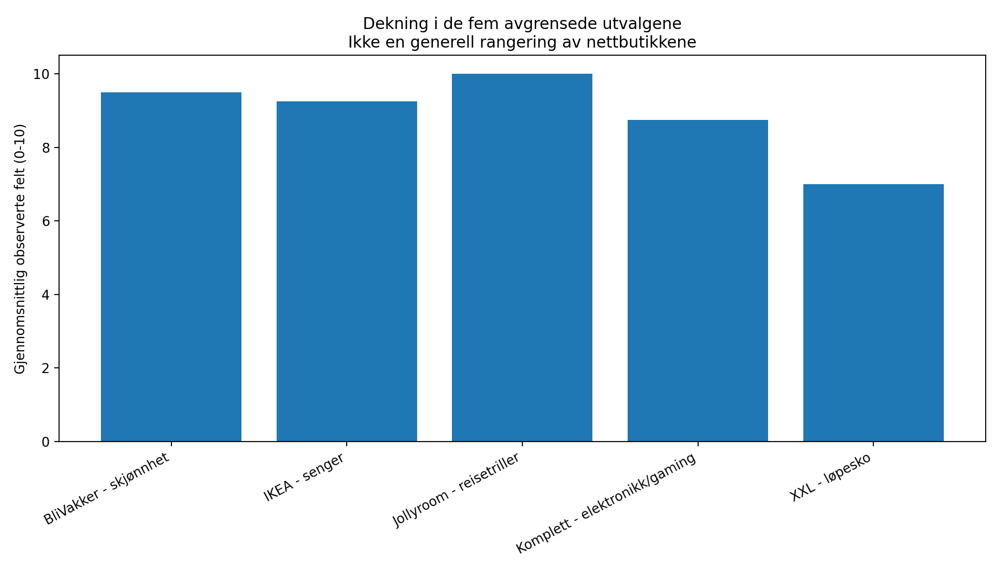 Dekning i de fem avgrensede utvalgene
Ikke en generell rangering av nettbutikkene
Gjennomsnittlig observerte felt (0-10)
10
8
6
4
2
0
BliVakker - skjønnhet
IKEA - senger
Jollyroom - reisetriller
Komplett - elektronikk/gaming
XXL - løpesko